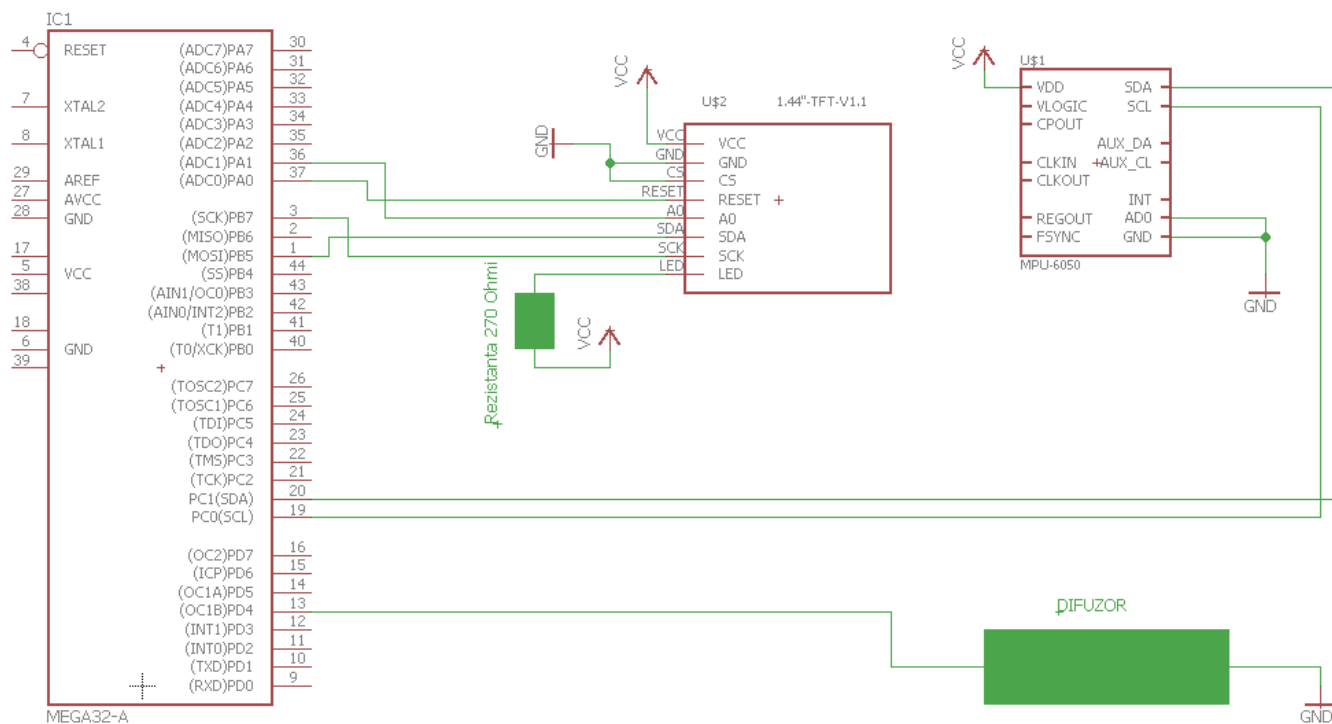 IC1
4 RESET (ADC7)PA7 30
(ADC6)PA6 31
(ADC5)PA5 32
7 XTAL2 (ADC4)PA4 33
(ADC3)PA3 34
8 XTAL1 (ADC2)PA2 35
(ADC1)PA1 36
29 AREF (ADC0)PA0 37
27 AVCC
28 GND (SCK)PB7 3
(MISO)PB6 2
17 (MOSI)PB5 1
5 VCC (SS)PB4 44
38 (AIN1/OC0)PB3 43
(AIN0/INT2)PB2 42
18 (T1)PB1 41
6 GND (T0/XCK)PB0 40
39
(TOSC2)PC7 26
(TOSC1)PC6 25
(TDI)PC5 24
(TDO)PC4 23
(TMS)PC3 22
(TCK)PC2 21
PC1(SDA) 20
PC0(SCL) 19
(OC2)PD7 16
(ICP)PD6 15
(OC1A)PD5 14
(OC1B)PD4 13
(INT1)PD3 12
(INT0)PD2 11
(TXD)PD1 10
(RXD)PD0 9
MEGA32-A
VCC
GND
U$2 1.44"-TFT-V1.1
VCC VCC
GND GND
CS CS
RESET RESET
A0 A0
SDA SDA
SCK SCK
LED LED
Rezistanta 270 Ohmi
VCC
VCC
U$1
VDD SDA
VLOGIC SCL
CPOUT
AUX_DA
CLKIN AUX_CL
CLKOUT
INT
REGOUT AD0
FSYNC GND
MPU-6050
GND
DIFUZOR
GND